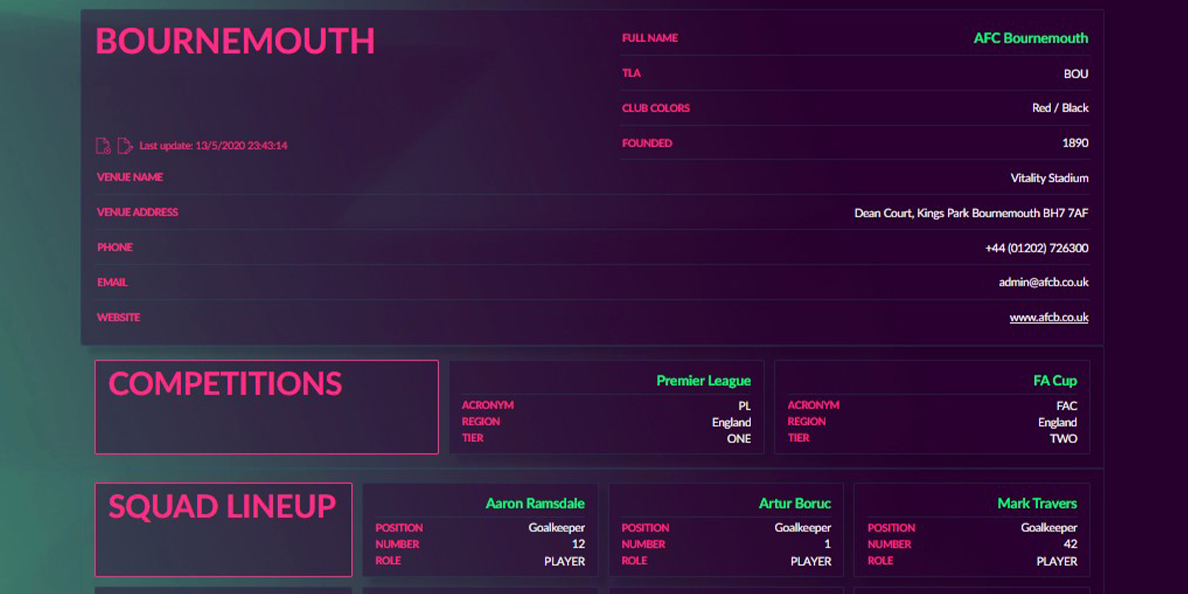 BOURNEMOUTH
FULL NAME AFC Bournemouth
TLA BOU
CLUB COLORS Red / Black
FOUNDED 1890
Last update: 13/5/2020 23:43:14
VENUE NAME Vitality Stadium
VENUE ADDRESS Dean Court, Kings Park Bournemouth BH7 7AF
PHONE +44 (01202) 726300
EMAIL admin@afcb.co.uk
WEBSITE www.afcb.co.uk
COMPETITIONS
Premier League
ACRONYM PL
REGION England
TIER ONE
FA Cup
ACRONYM FAC
REGION England
TIER TWO
SQUAD LINEUP
Aaron Ramsdale
POSITION Goalkeeper
NUMBER 12
ROLE PLAYER
Artur Boruc
POSITION Goalkeeper
NUMBER 1
ROLE PLAYER
Mark Travers
POSITION Goalkeeper
NUMBER 42
ROLE PLAYER